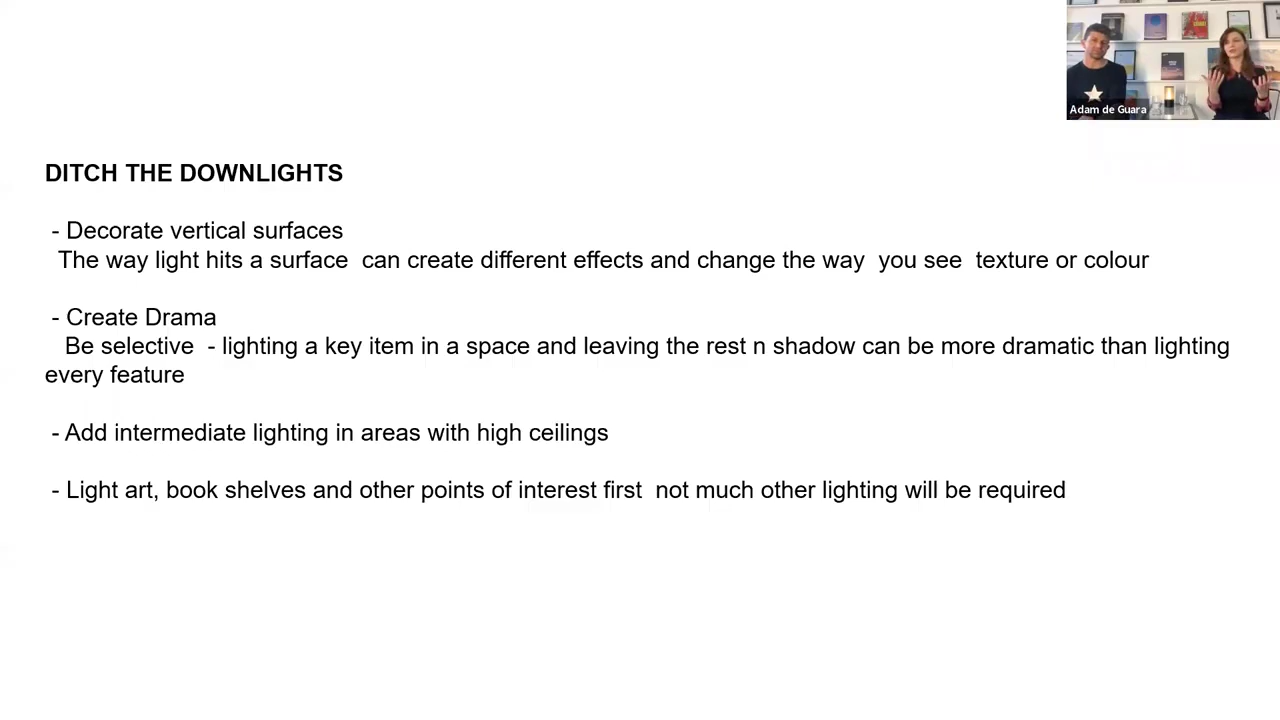 Adam de Guara
DITCH THE DOWNLIGHTS
- Decorate vertical surfaces
The way light hits a surface  can create different effects and change the way  you see  texture or colour
- Create Drama
Be selective  - lighting a key item in a space and leaving the rest n shadow can be more dramatic than lighting
every feature
- Add intermediate lighting in areas with high ceilings
- Light art, book shelves and other points of interest first  not much other lighting will be required